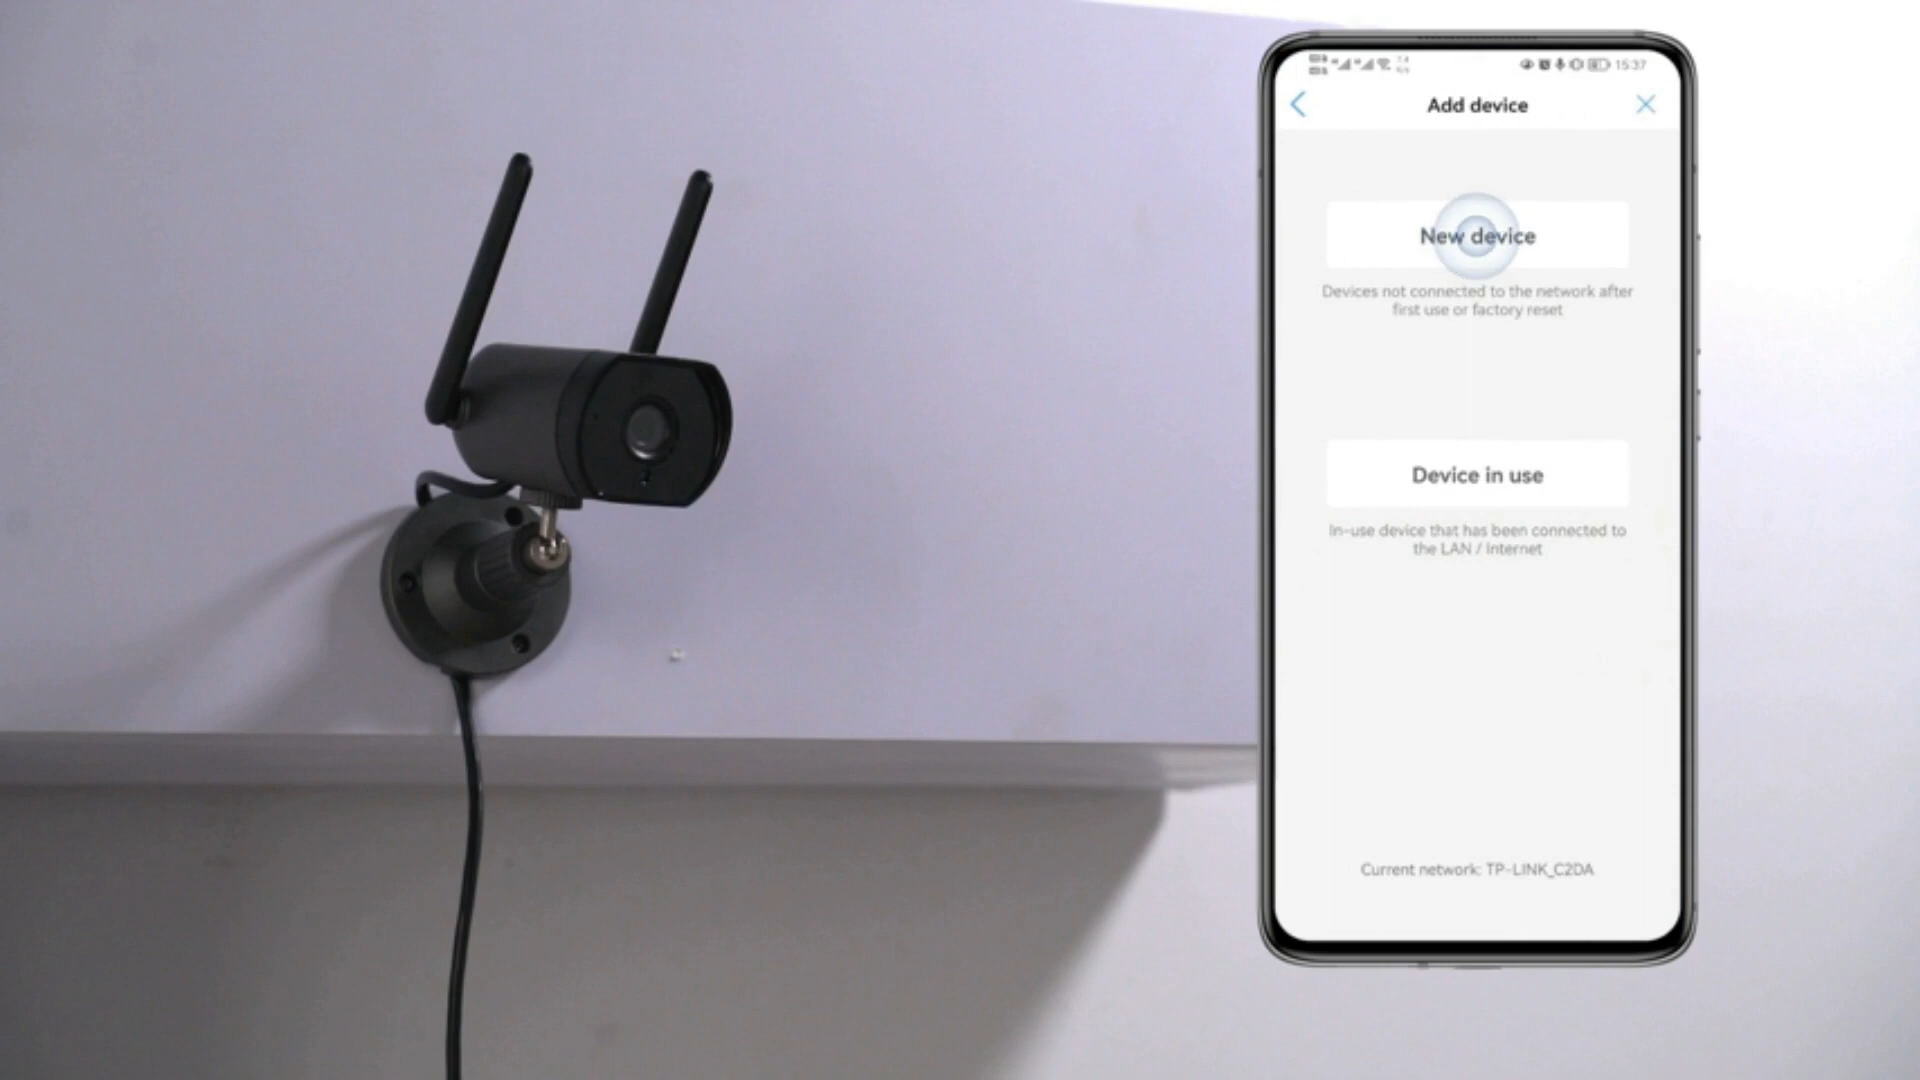 15:37
Add device
New device
Devices not connected to the network after
first use or factory reset
Device in use
In-use device that has been connected to
the LAN / Internet
Current network: TP-LINK_C2DA